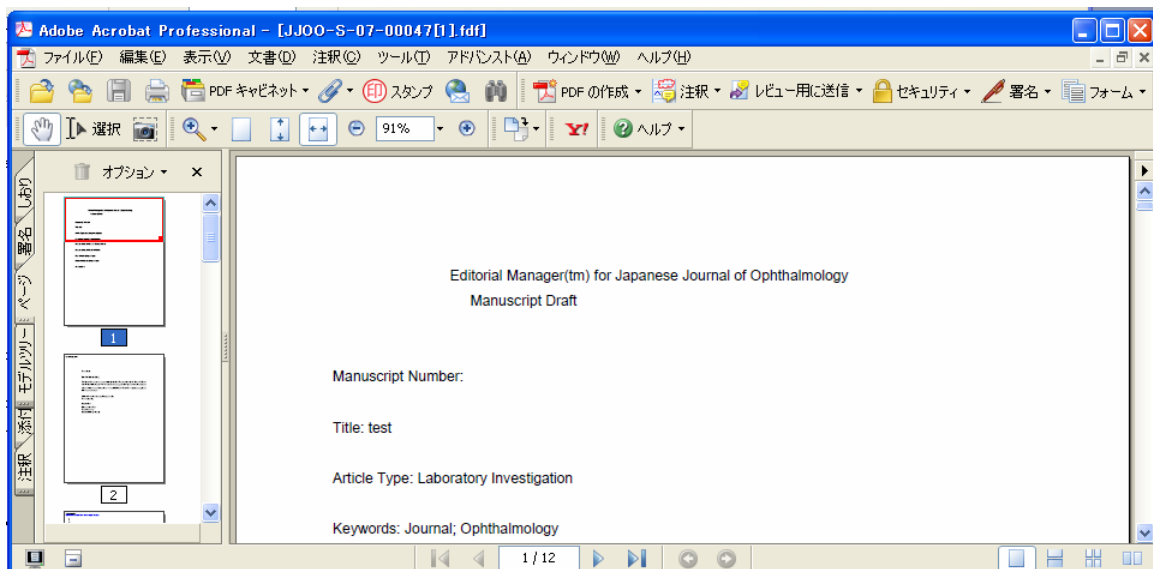 Adobe Acrobat Professional - [JJOO-S-07-00047[1].fdf]
ファイル(F) 編集(E) 表示(V) 文書(D) 注釈(C) ツール(T) アドバンスト(A) ウィンドウ(W) ヘルプ(H)
PDF キャビネット 印 スタンプ PDF の作成 注釈 レビュー用に送信 セキュリティ 署名 フォーム
選択 91% Y! ヘルプ
オプション
しおり
署名
ページ
モデルツリー
添付
注釈
1
2
Editorial Manager(tm) for Japanese Journal of Ophthalmology
Manuscript Draft
Manuscript Number:
Title: test
Article Type: Laboratory Investigation
Keywords: Journal; Ophthalmology
1 / 12